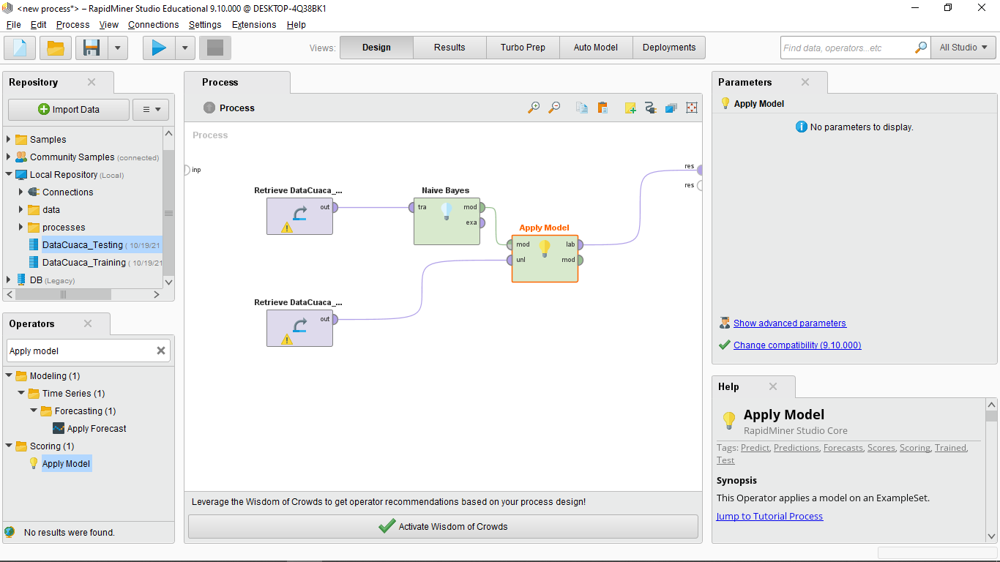 <new process*> – RapidMiner Studio Educational 9.10.000 @ DESKTOP-4Q38BK1
File Edit Process View Connections Settings Extensions Help
Views: Design Results Turbo Prep Auto Model Deployments Find data, operators...etc All Studio
Repository
Import Data
Samples
Community Samples (connected)
Local Repository (Local)
Connections
data
processes
DataCuaca_Testing ( 10/19/21
DataCuaca_Training ( 10/19/21
DB (Legacy)
Operators
Apply model
Modeling (1)
Time Series (1)
Forecasting (1)
Apply Forecast
Scoring (1)
Apply Model
No results were found.
Process
Process
Process
inp
res
res
Retrieve DataCuaca_...
out
Naive Bayes
tra mod
exa
Apply Model
mod lab
unl mod
Retrieve DataCuaca_...
out
Leverage the Wisdom of Crowds to get operator recommendations based on your process design!
Activate Wisdom of Crowds
Parameters
Apply Model
No parameters to display.
Show advanced parameters
Change compatibility (9.10.000)
Help
Apply Model
RapidMiner Studio Core
Tags: Predict, Predictions, Forecasts, Scores, Scoring, Trained,
Test
Synopsis
This Operator applies a model on an ExampleSet.
Jump to Tutorial Process